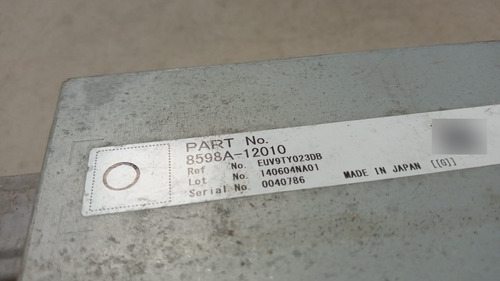 PART No.
8598A-12010
Ref No. EUV9TY023DB
Lot No. 140604NA01
Serial No. 0040786
MADE IN JAPAN [[G]]